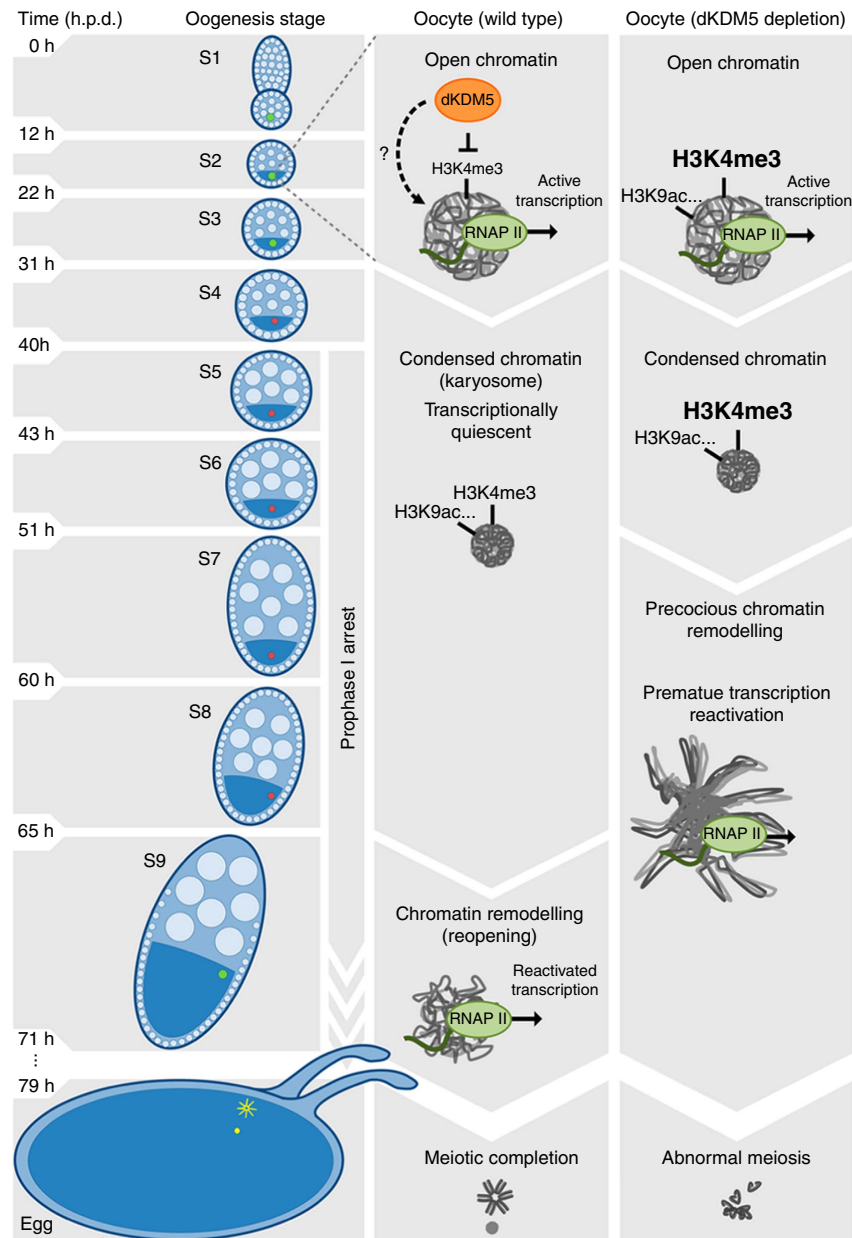 Time (h.p.d.)
Oogenesis stage
Oocyte (wild type)
Oocyte (dKDM5 depletion)
0 h
S1
12 h
S2
22 h
S3
31 h
S4
40h
S5
43 h
S6
51 h
S7
60 h
S8
65 h
S9
71 h
...
79 h
Egg
Prophase I arrest
Open chromatin
dKDM5
?
H3K4me3
Active
transcription
RNAP II
Condensed chromatin
(karyosome)
Transcriptionally
quiescent
H3K4me3
H3K9ac...
Chromatin remodelling
(reopening)
Reactivated
transcription
RNAP II
Meiotic completion
Open chromatin
H3K4me3
H3K9ac...
Active
transcription
RNAP II
Condensed chromatin
H3K4me3
H3K9ac...
Precocious chromatin
remodelling
Prematue transcription
reactivation
RNAP II
Abnormal meiosis